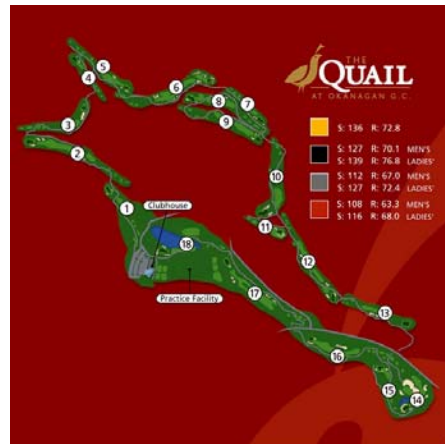 THE
QUAIL
AT OKANAGAN G.C.
S: 136 R: 72.8
S: 127 R: 70.1 MEN'S
S: 139 R: 76.8 LADIES'
S: 112 R: 67.0 MEN'S
S: 127 R: 72.4 LADIES'
S: 108 R: 63.3 MEN'S
S: 116 R: 68.0 LADIES'
5
4
6
7
8
9
3
2
10
1
Clubhouse
11
18
12
Practice Facility
17
13
16
15
14